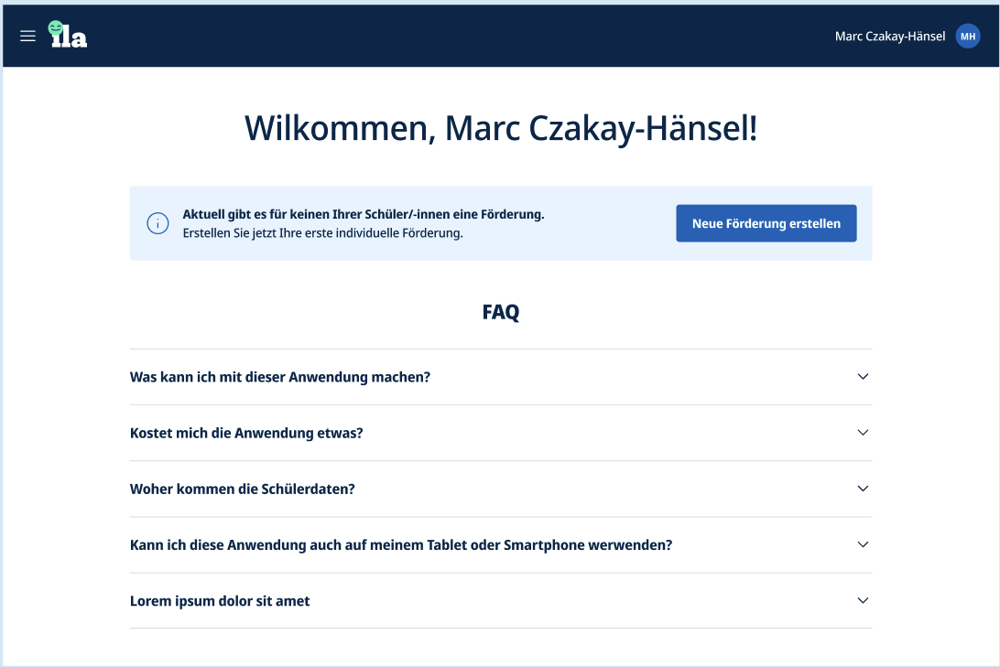 ila
Marc Czakay-Hänsel
MH
Wilkommen, Marc Czakay-Hänsel!
Aktuell gibt es für keinen Ihrer Schüler/-innen eine Förderung.
Erstellen Sie jetzt Ihre erste individuelle Förderung.
Neue Förderung erstellen
FAQ
Was kann ich mit dieser Anwendung machen?
Kostet mich die Anwendung etwas?
Woher kommen die Schülerdaten?
Kann ich diese Anwendung auch auf meinem Tablet oder Smartphone werwenden?
Lorem ipsum dolor sit amet